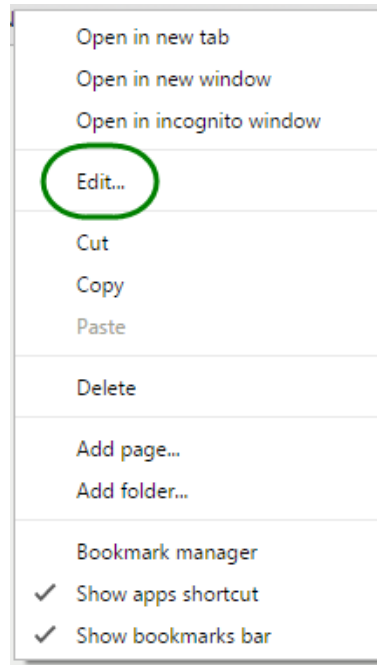 Open in new tab
Open in new window
Open in incognito window
Edit...
Cut
Copy
Paste
Delete
Add page...
Add folder...
Bookmark manager
Show apps shortcut
Show bookmarks bar